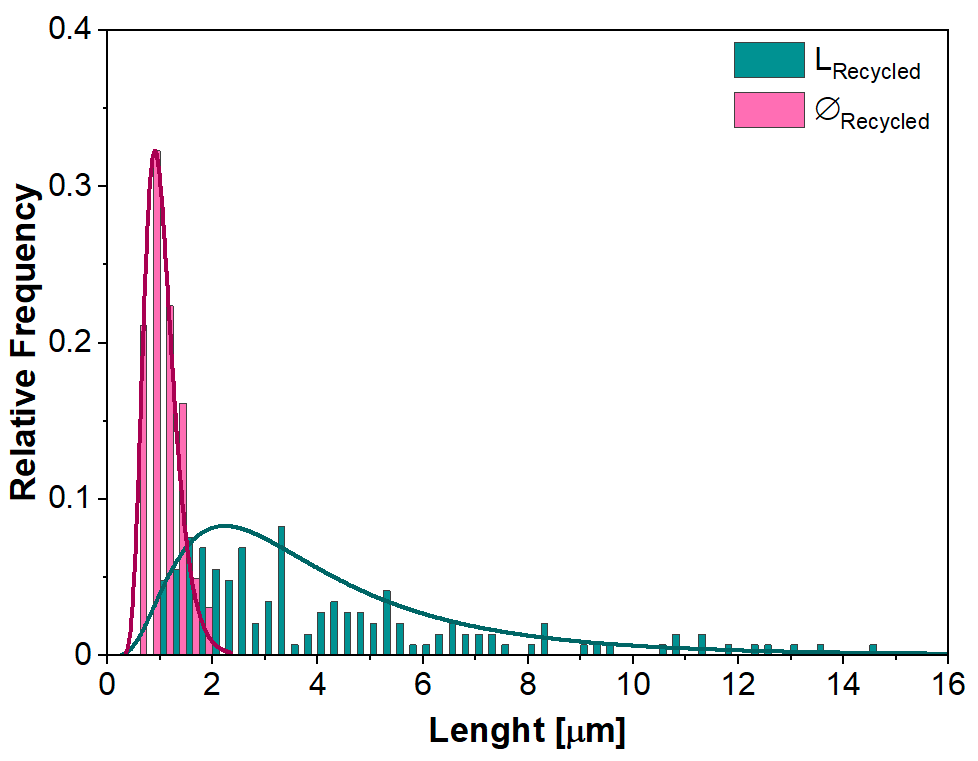 0.4
0.3
0.2
0.1
0
Relative Frequency
L_Recycled
∅_Recycled
0 2 4 6 8 10 12 14 16
Lenght [μm]